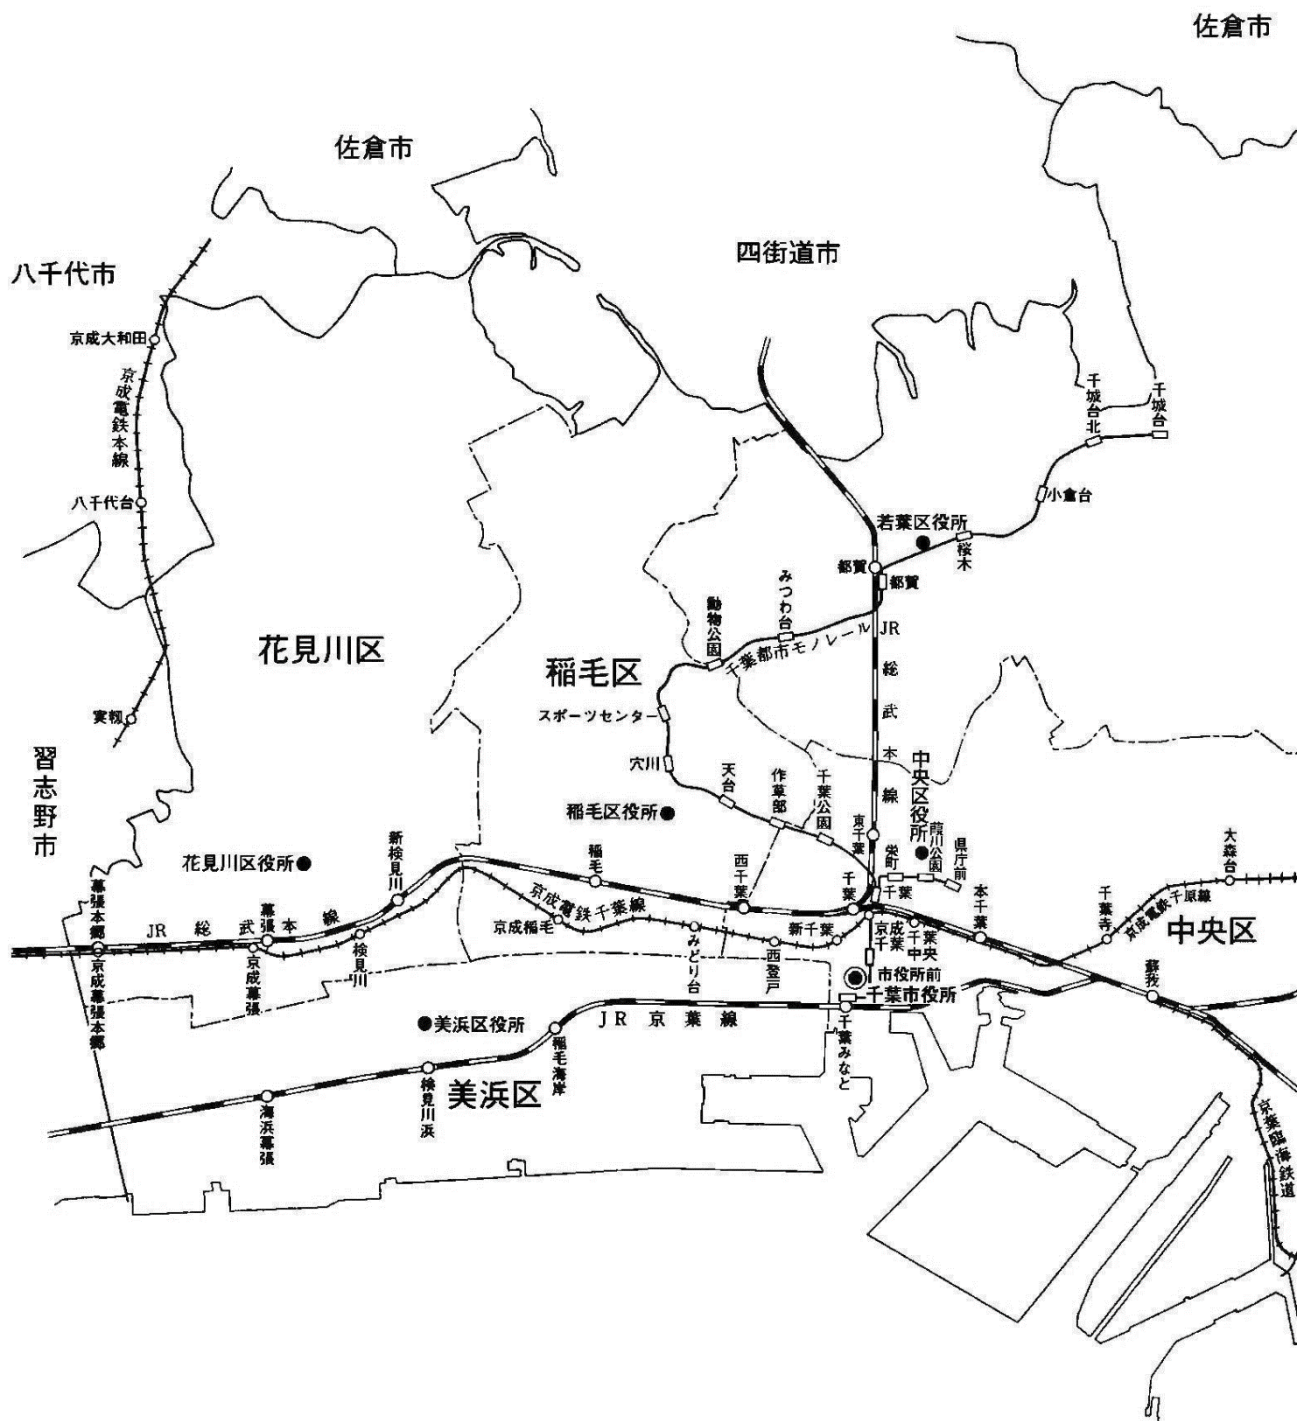 佐倉市
佐倉市
四街道市
八千代市
京成大和田
京成電鉄本線
八千代台
千城台北
千城台
小倉台
若葉区役所
桜木
都賀
都賀
みつわ台
動物公園
千葉都市モノレール
JR総武本線
花見川区
稲毛区
スポーツセンター
実籾
習志野市
穴川
天台
作草部
千葉公園
稲毛区役所
中央区役所
東千葉
栄町
葭川公園
県庁前
大森台
花見川区役所
新検見川
稲毛
西千葉
千葉
千葉
本千葉
千葉寺
京成電鉄千原線
中央区
幕張本郷
JR総武本線
幕張
京成電鉄千葉線
京成稲毛
みどり台
西登戸
新千葉
京成千葉
千葉中央
検見川
京成幕張
京成幕張本郷
市役所前
千葉市役所
蘇我
美浜区役所
JR京葉線
稲毛海岸
千葉みなと
検見川浜
美浜区
海浜幕張
京葉臨海鉄道